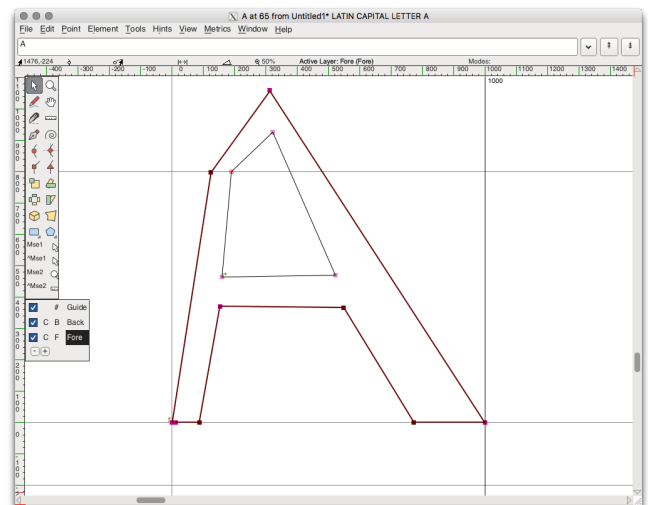 A at 65 from Untitled1* LATIN CAPITAL LETTER A
File Edit Point Element Tools Hints View Metrics Window Help
A
1476,-224 50% Active Layer: Fore (Fore) Modes:
-400 -300 -200 -100 0 100 200 300 400 500 600 700 800 900 1000 1100 1200 1300 1400
1000
Mse1
^Mse1
Mse2
^Mse2
# Guide
C B Back
C F Fore